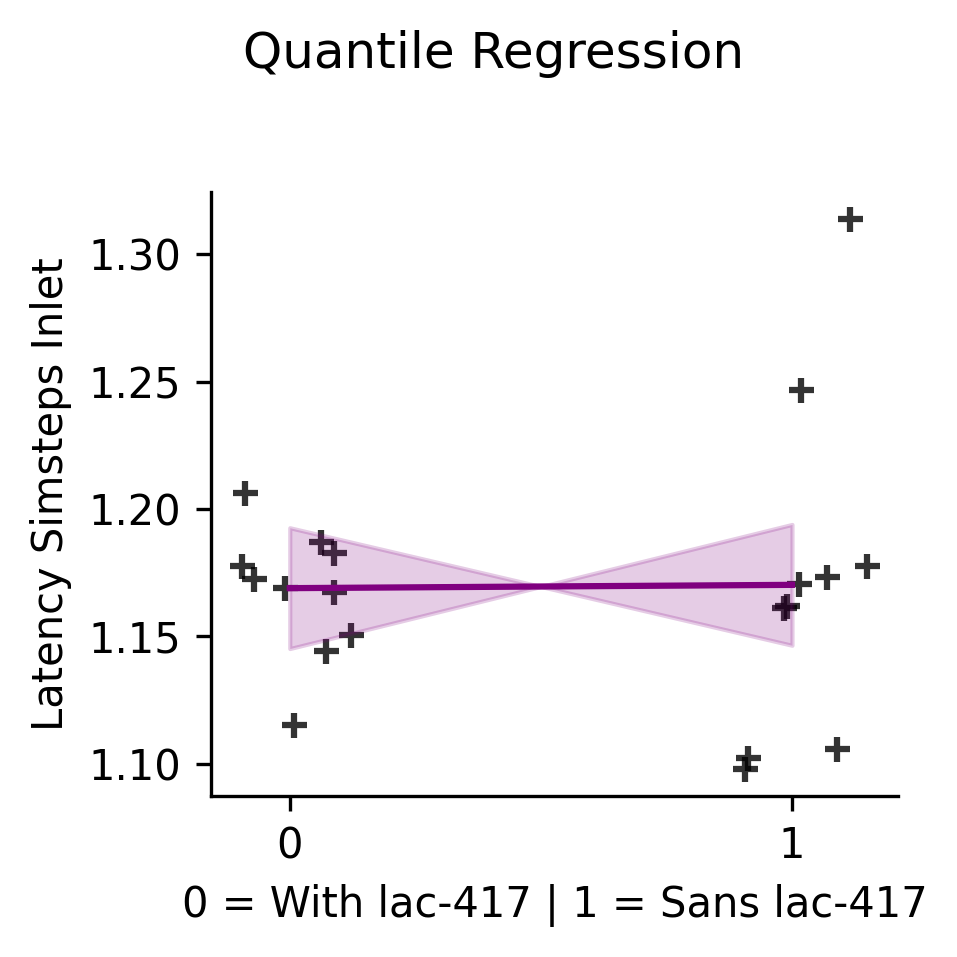 Quantile Regression
Latency Simsteps Inlet
1.30
1.25
1.20
1.15
1.10
0 1
0 = With lac-417 | 1 = Sans lac-417